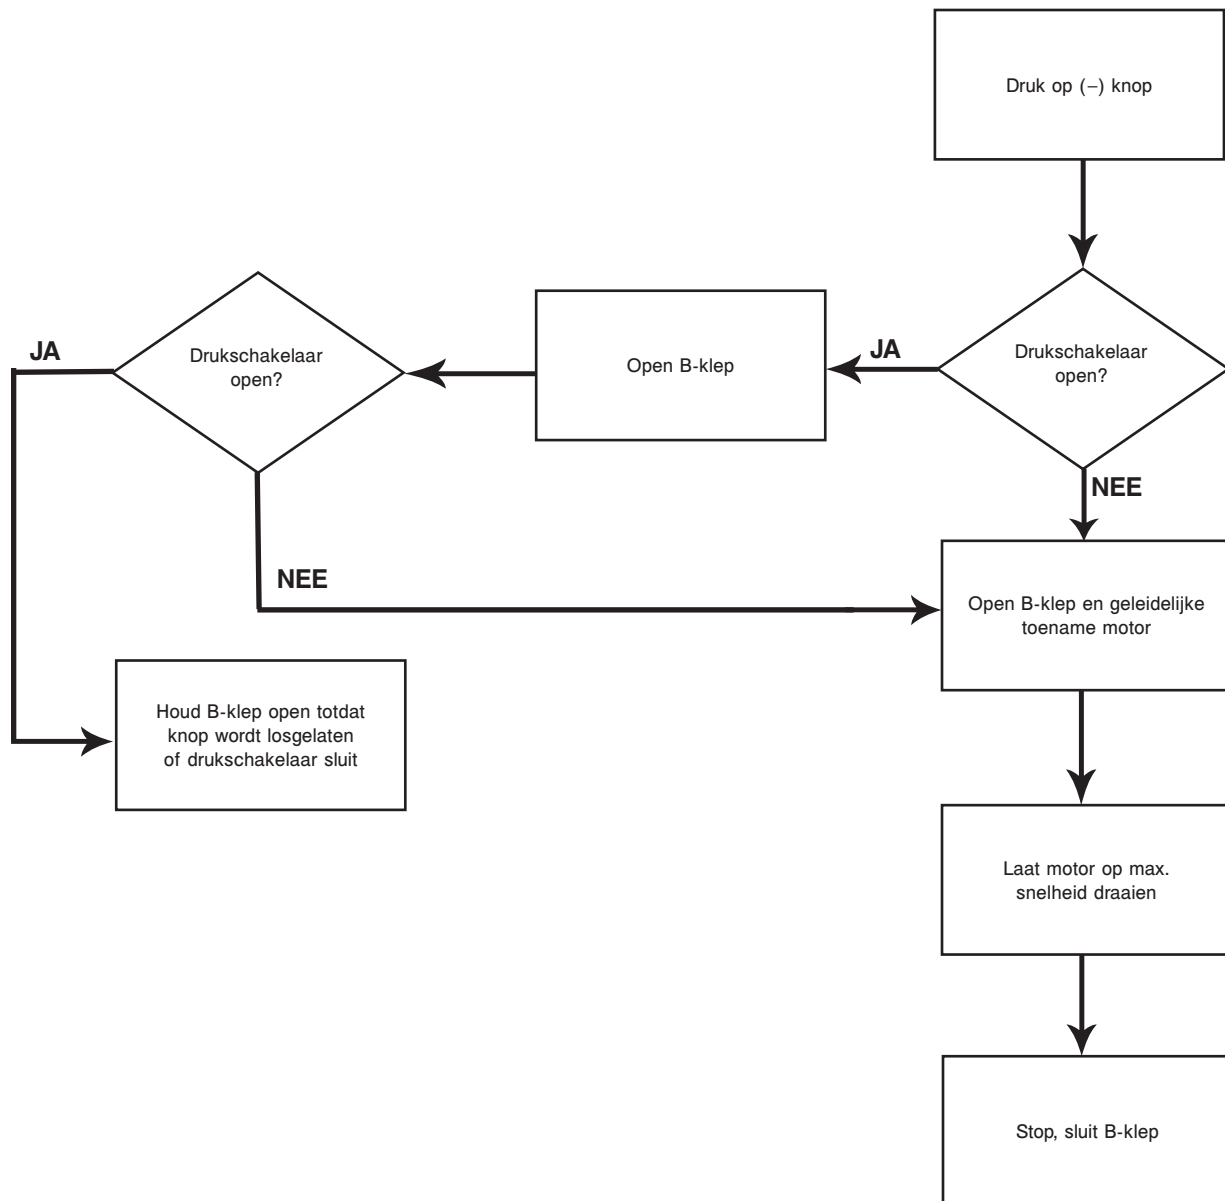 Druk op (–) knop
Drukschakelaar
open?
JA
Open B-klep
Drukschakelaar
open?
JA
NEE
NEE
Open B-klep en geleidelijke
toename motor
Houd B-klep open totdat
knop wordt losgelaten
of drukschakelaar sluit
Laat motor op max.
snelheid draaien
Stop, sluit B-klep